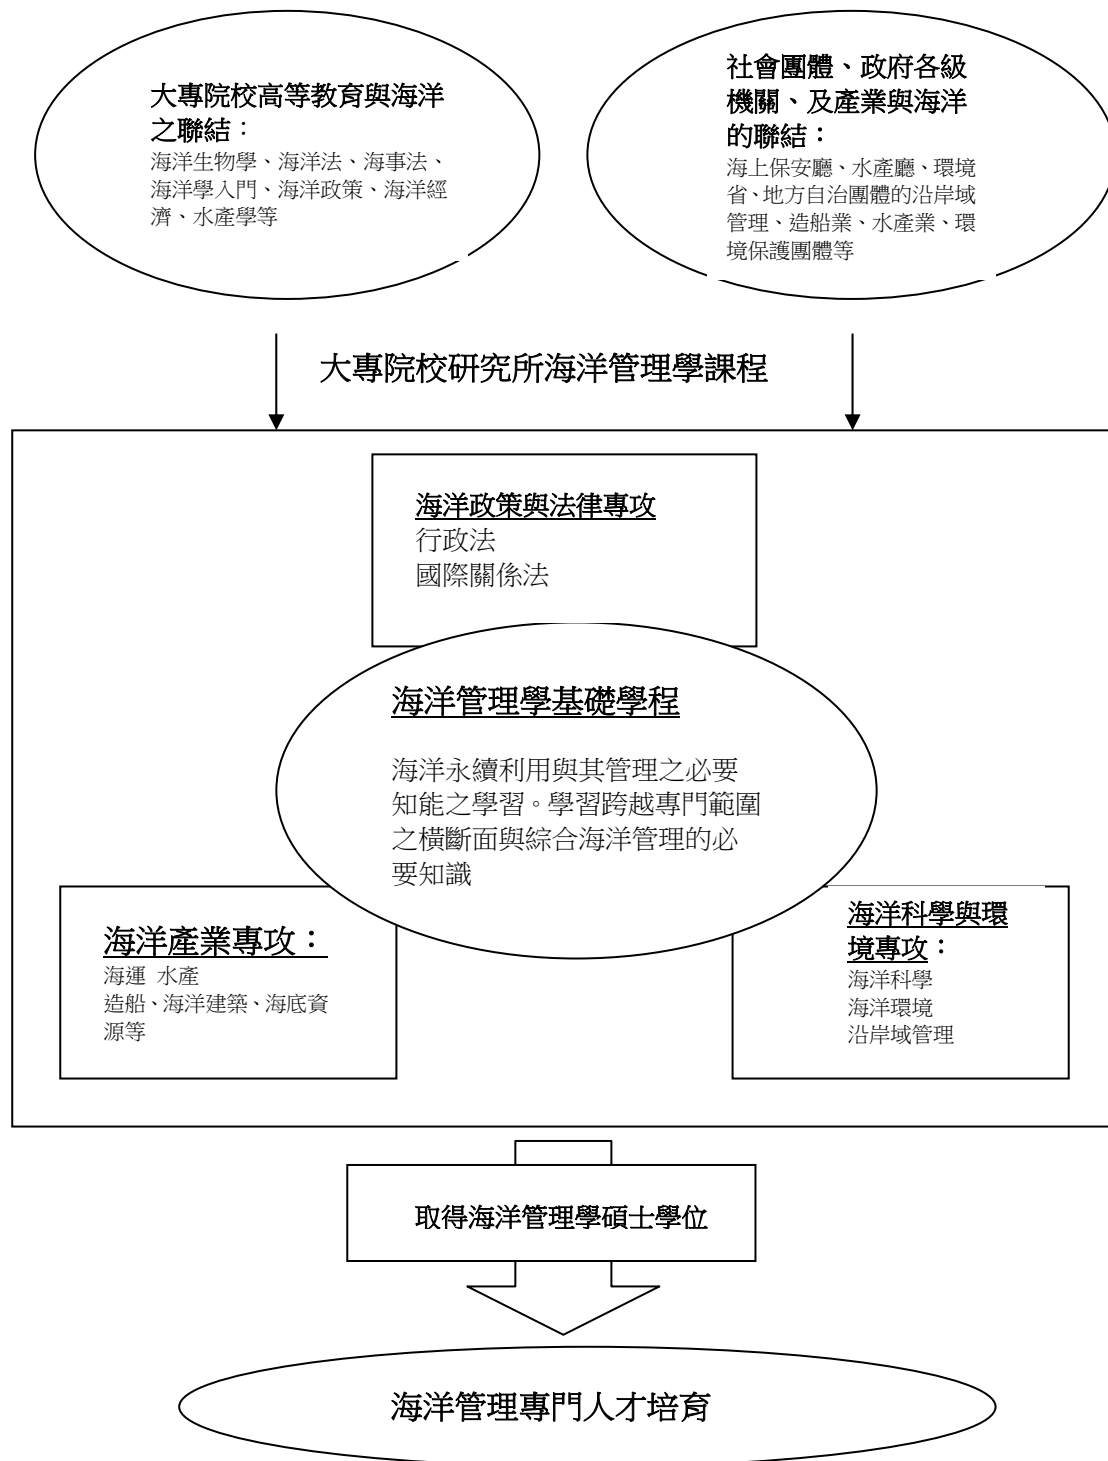 大專院校高等教育與海洋
之聯結：
海洋生物學、海洋法、海事法、
海洋學入門、海洋政策、海洋經
濟、水產學等
社會團體、政府各級
機關、及產業與海洋
的聯結：
海上保安廳、水產廳、環境
省、地方自治團體的沿岸域
管理、造船業、水產業、環
境保護團體等
大專院校研究所海洋管理學課程
海洋政策與法律專攻
行政法
國際關係法
海洋管理學基礎學程
海洋永續利用與其管理之必要
知能之學習。學習跨越專門範圍
之橫斷面與綜合海洋管理的必
要知識
海洋產業專攻：
海運 水產
造船、海洋建築、海底資
源等
海洋科學與環
境專攻：
海洋科學
海洋環境
沿岸域管理
取得海洋管理學碩士學位
海洋管理專門人才培育